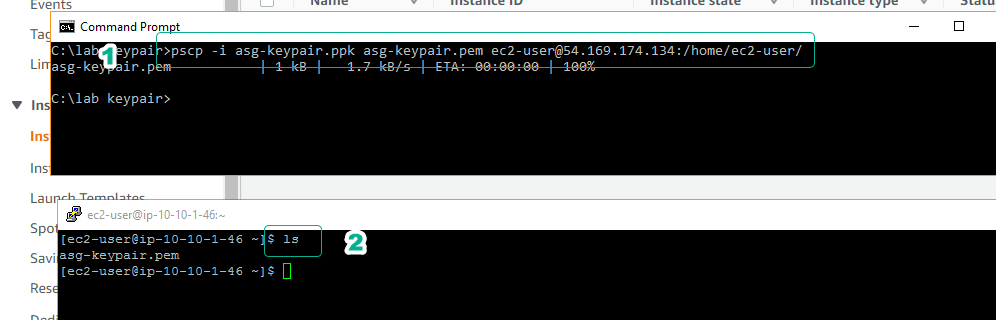 Events
Name Instance ID Instance state Instance type Status
Command Prompt
Tag
C:\lab keypair>pscp -i asg-keypair.ppk asg-keypair.pem ec2-user@54.169.174.134:/home/ec2-user/
1
Lim
asg-keypair.pem | 1 kB | 1.7 kB/s | ETA: 00:00:00 | 100%
C:\lab keypair>
Ins
Ins
Inst
Launch Templates
ec2-user@ip-10-10-1-46:~
Spot
[ec2-user@ip-10-10-1-46 ~]$ ls
2
Savi
asg-keypair.pem
[ec2-user@ip-10-10-1-46 ~]$
Rese
Dedi